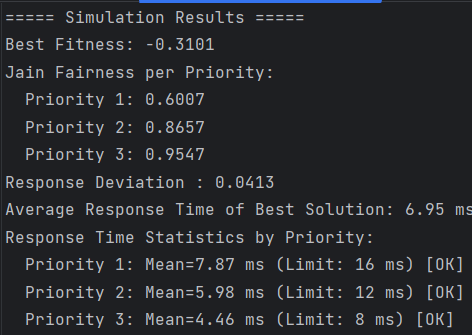 ===== Simulation Results =====
Best Fitness: -0.3101
Jain Fairness per Priority:
  Priority 1: 0.6007
  Priority 2: 0.8657
  Priority 3: 0.9547
Response Deviation : 0.0413
Average Response Time of Best Solution: 6.95 ms
Response Time Statistics by Priority:
  Priority 1: Mean=7.87 ms (Limit: 16 ms) [OK]
  Priority 2: Mean=5.98 ms (Limit: 12 ms) [OK]
  Priority 3: Mean=4.46 ms (Limit: 8 ms) [OK]